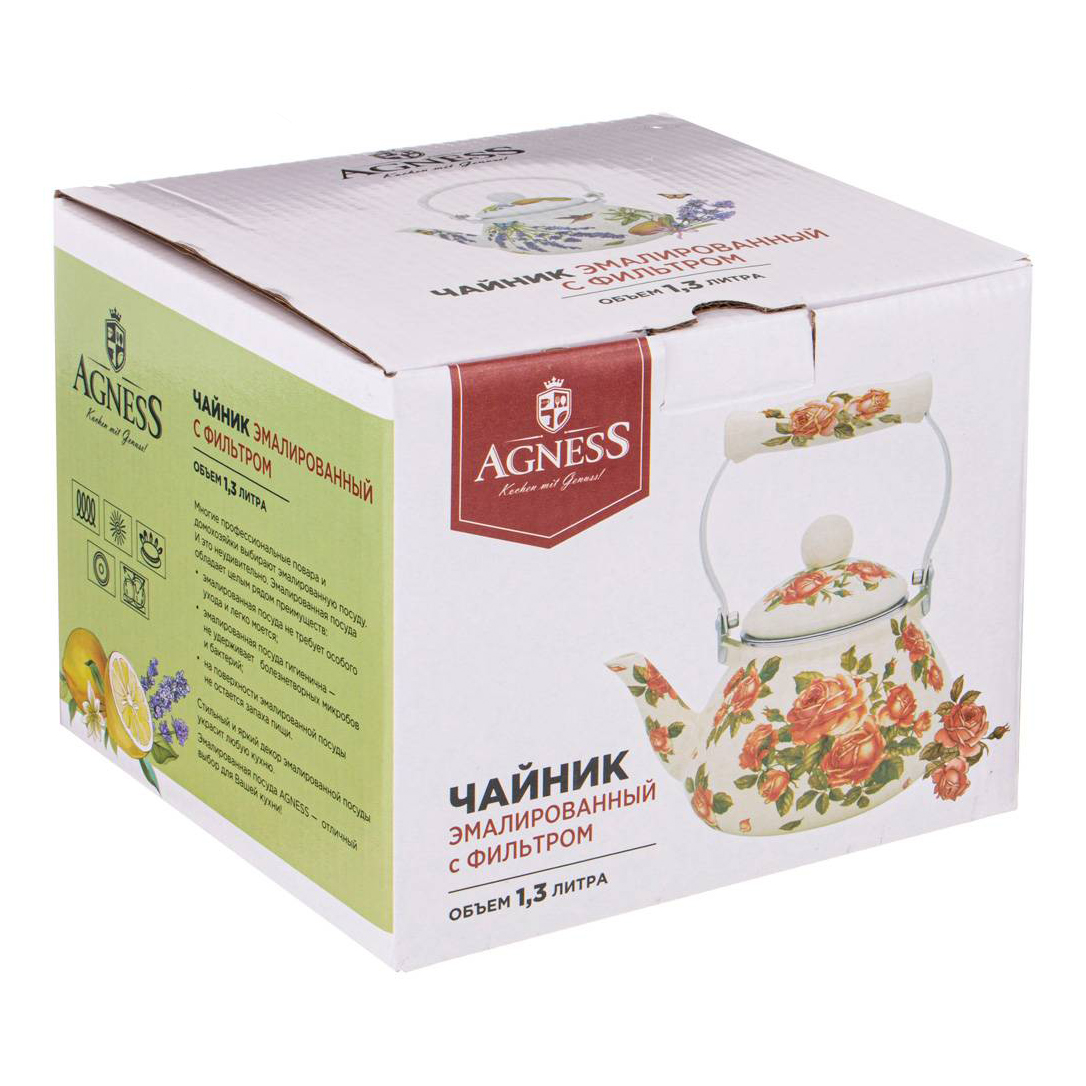 AGNESS
Kochen mit Genuss!
ЧАЙНИК ЭМАЛИРОВАННЫЙ
С ФИЛЬТРОМ
ОБЪЕМ 1,3 ЛИТРА
AGNESS
Kochen mit Genuss!
ЧАЙНИК ЭМАЛИРОВАННЫЙ
С ФИЛЬТРОМ
ОБЪЕМ 1,3 ЛИТРА
Многие профессиональные повара и
домохозяйки выбирают эмалированную посуду.
И это неудивительно. Эмалированная посуда
обладает целым рядом преимуществ:
• эмалированная посуда не требует особого
ухода и легко моется;
• эмалированная посуда гигиенична —
не удерживает болезнетворных микробов
и бактерий;
• на поверхности эмалированной посуды
не остается запаха пищи.
Стильный и яркий декор эмалированной посуды
украсит любую кухню.
Эмалированная посуда AGNESS — отличный
выбор для Вашей кухни!
AGNESS
Kochen mit Genuss!
ЧАЙНИК
ЭМАЛИРОВАННЫЙ
с ФИЛЬТРОМ
ОБЪЕМ 1,3 ЛИТРА